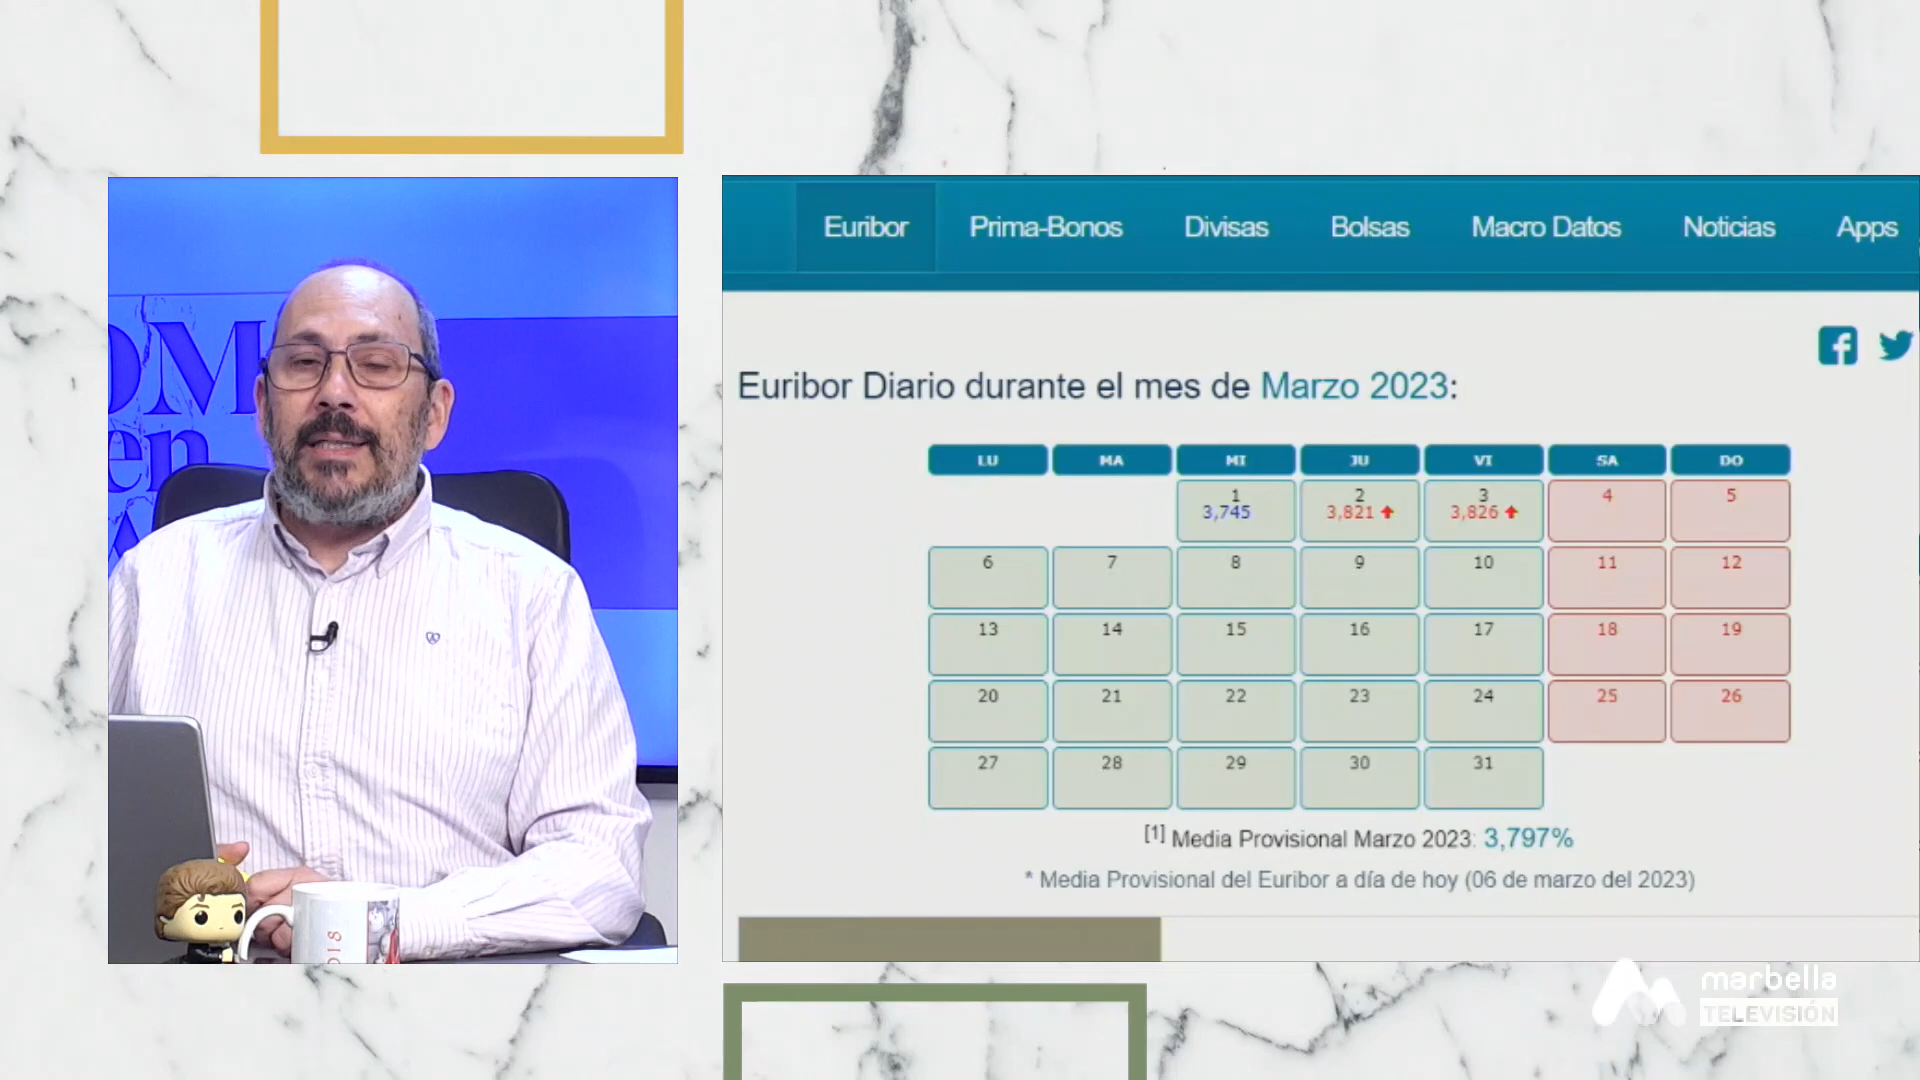 OM
en
018
Euribor Prima-Bonos Divisas Bolsas Macro Datos Noticias Apps
Euribor Diario durante el mes de Marzo 2023:
LU MA MI JU VI SA DO
1 2 3 4 5
3,745 3,821 3,826
6 7 8 9 10 11 12
13 14 15 16 17 18 19
20 21 22 23 24 25 26
27 28 29 30 31
[1] Media Provisional Marzo 2023: 3,797%
* Media Provisional del Euribor a día de hoy (06 de marzo del 2023)
marbella
TELEVISIÓN